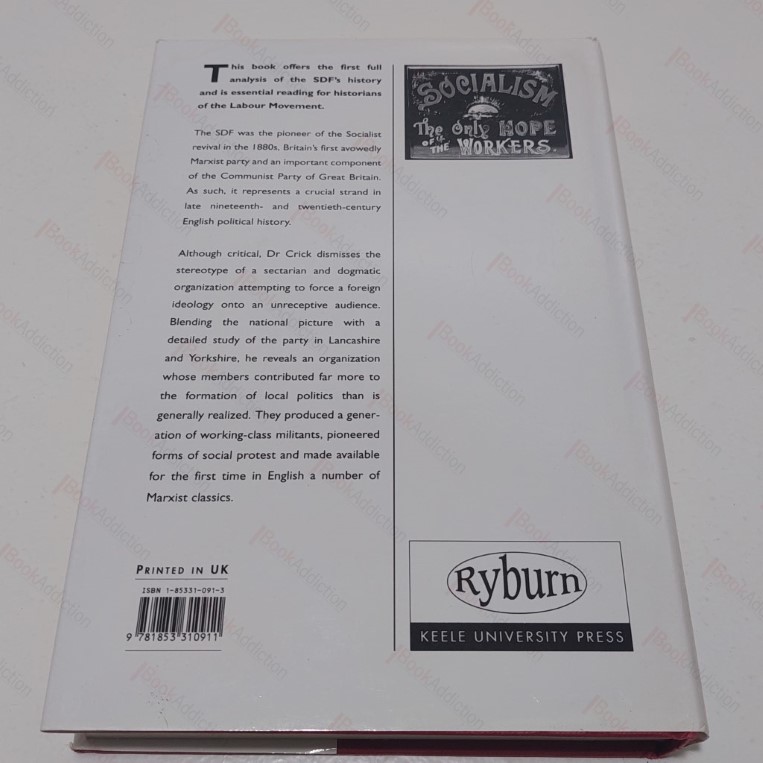 This book offers the first full
analysis of the SDF's history
and is essential reading for historians
of the Labour Movement.
The SDF was the pioneer of the Socialist
revival in the 1880s, Britain's first avowedly
Marxist party and an important component
of the Communist Party of Great Britain.
As such, it represents a crucial strand in
late nineteenth- and twentieth-century
English political history.
Although critical, Dr Crick dismisses the
stereotype of a sectarian and dogmatic
organization attempting to force a foreign
ideology onto an unreceptive audience.
Blending the national picture with a
detailed study of the party in Lancashire
and Yorkshire, he reveals an organization
whose members contributed far more to
the formation of local politics than is
generally realized. They produced a gener-
ation of working-class militants, pioneered
forms of social protest and made available
for the first time in English a number of
Marxist classics.
PRINTED IN UK
ISBN 1-85331-091-3
9 781853 310911
SOCIALISM
The only HOPE
OF THE WORKERS.
Ryburn
KEELE UNIVERSITY PRESS
BookAddiction